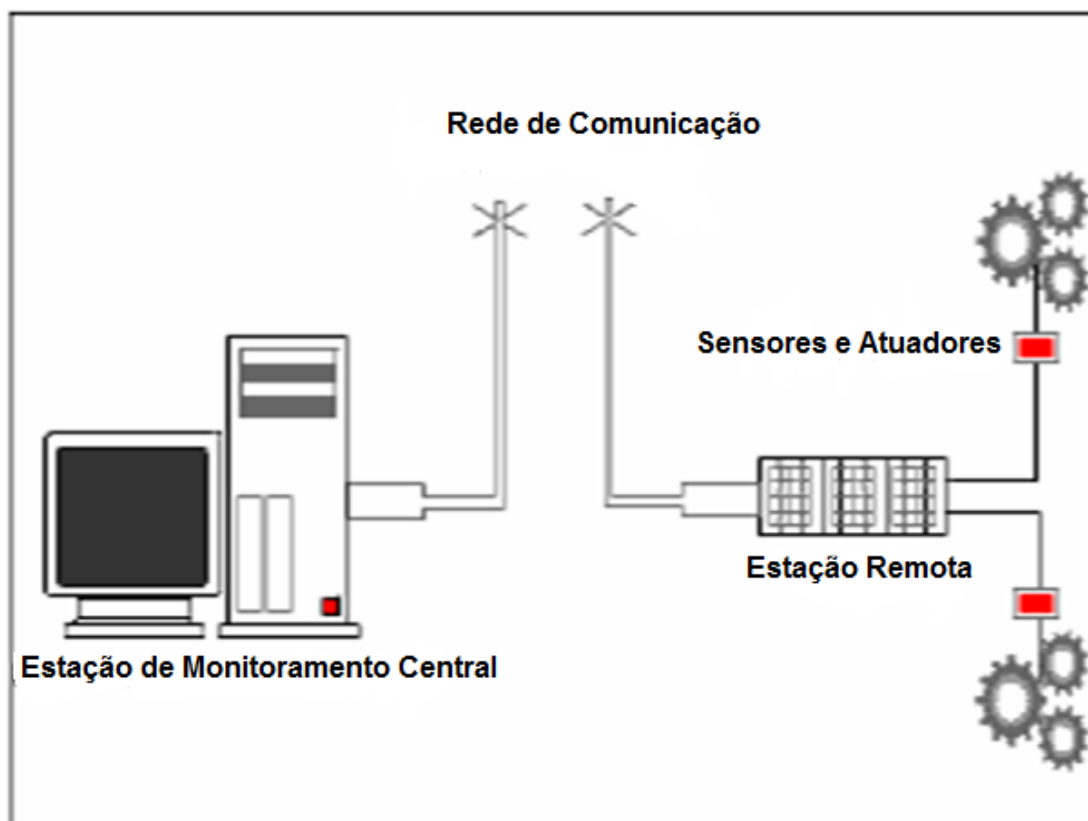 Rede de Comunicação
Sensores e Atuadores
Estação Remota
Estação de Monitoramento Central